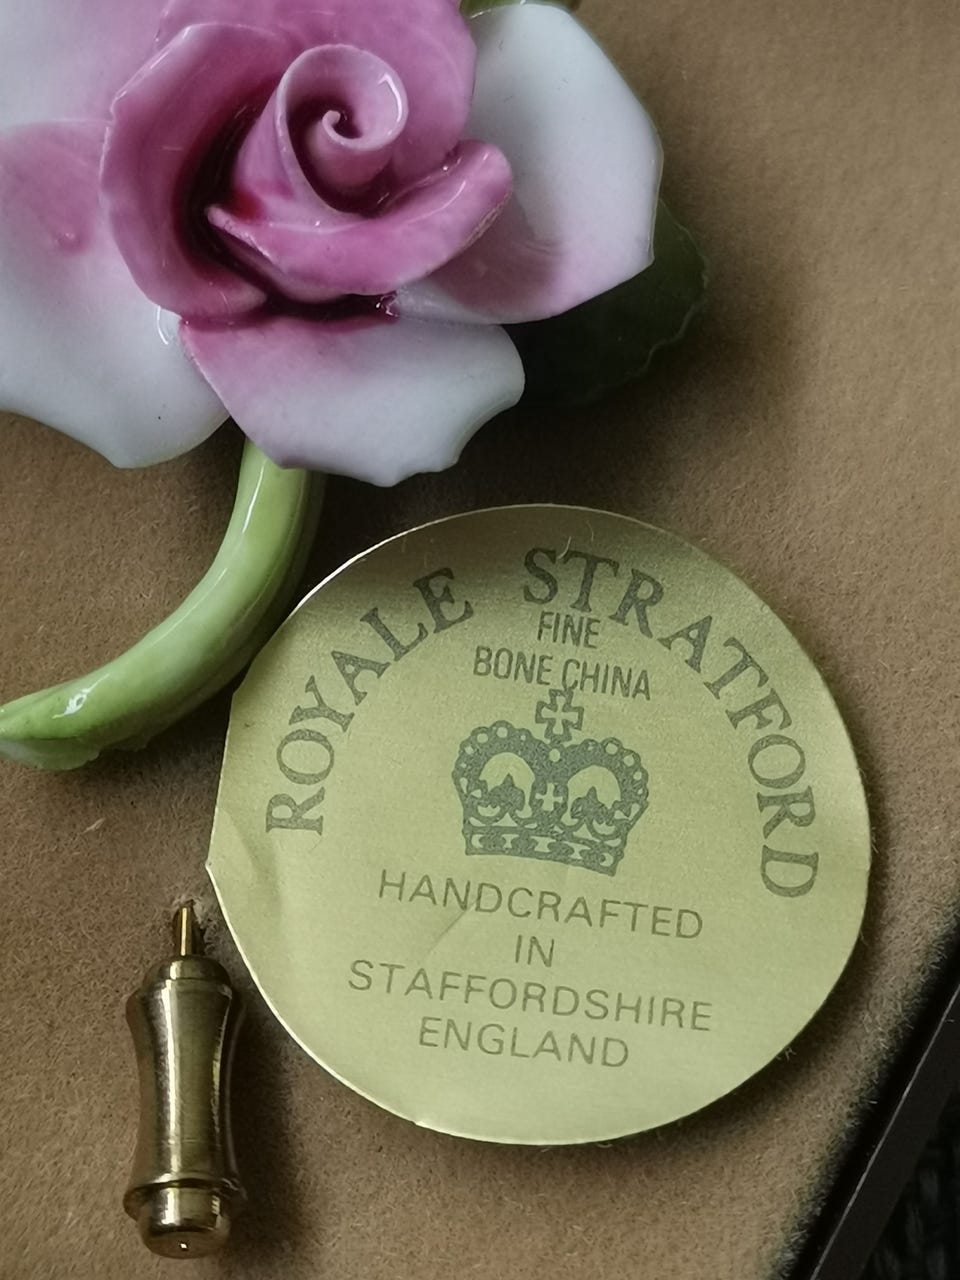 ROYALE STRATFORD
FINE
BONE CHINA
HANDCRAFTED
IN
STAFFORDSHIRE
ENGLAND